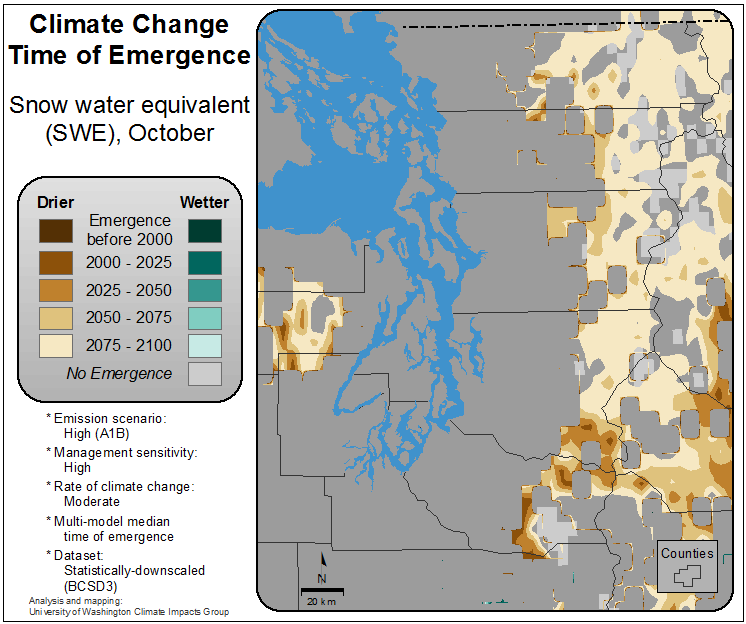 Climate Change
Time of Emergence
Snow water equivalent
(SWE), October
Drier
Wetter
Emergence
before 2000
2000 - 2025
2025 - 2050
2050 - 2075
2075 - 2100
No Emergence
* Emission scenario:
High (A1B)
* Management sensitivity:
High
* Rate of climate change:
Moderate
* Multi-model median
time of emergence
* Dataset:
Statistically-downscaled
(BCSD3)
Analysis and mapping:
University of Washington Climate Impacts Group
N
20 km
Counties